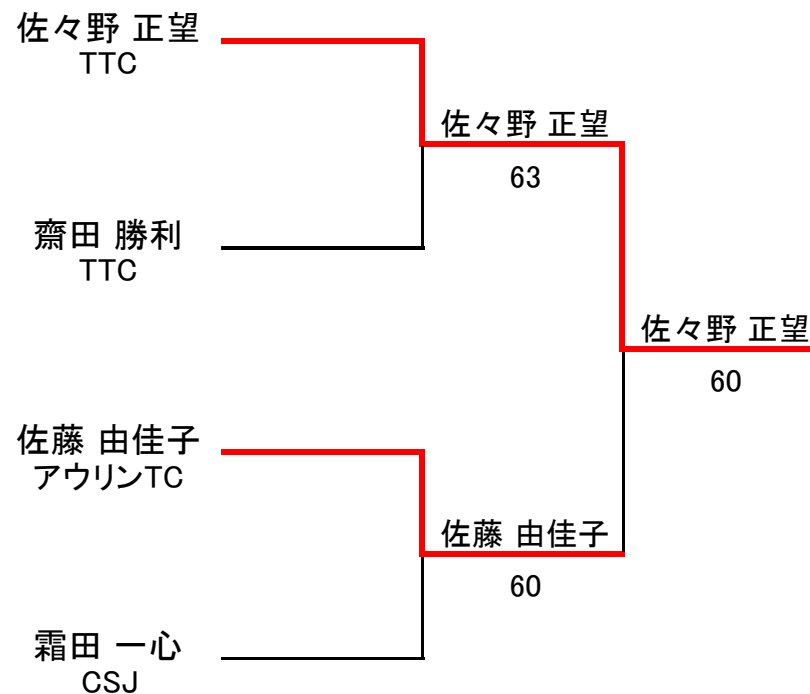 佐々野 正望
TTC
佐々野 正望
63
齋田 勝利
TTC
佐々野 正望
60
佐藤 由佳子
アウリンTC
佐藤 由佳子
60
霜田 一心
CSJ